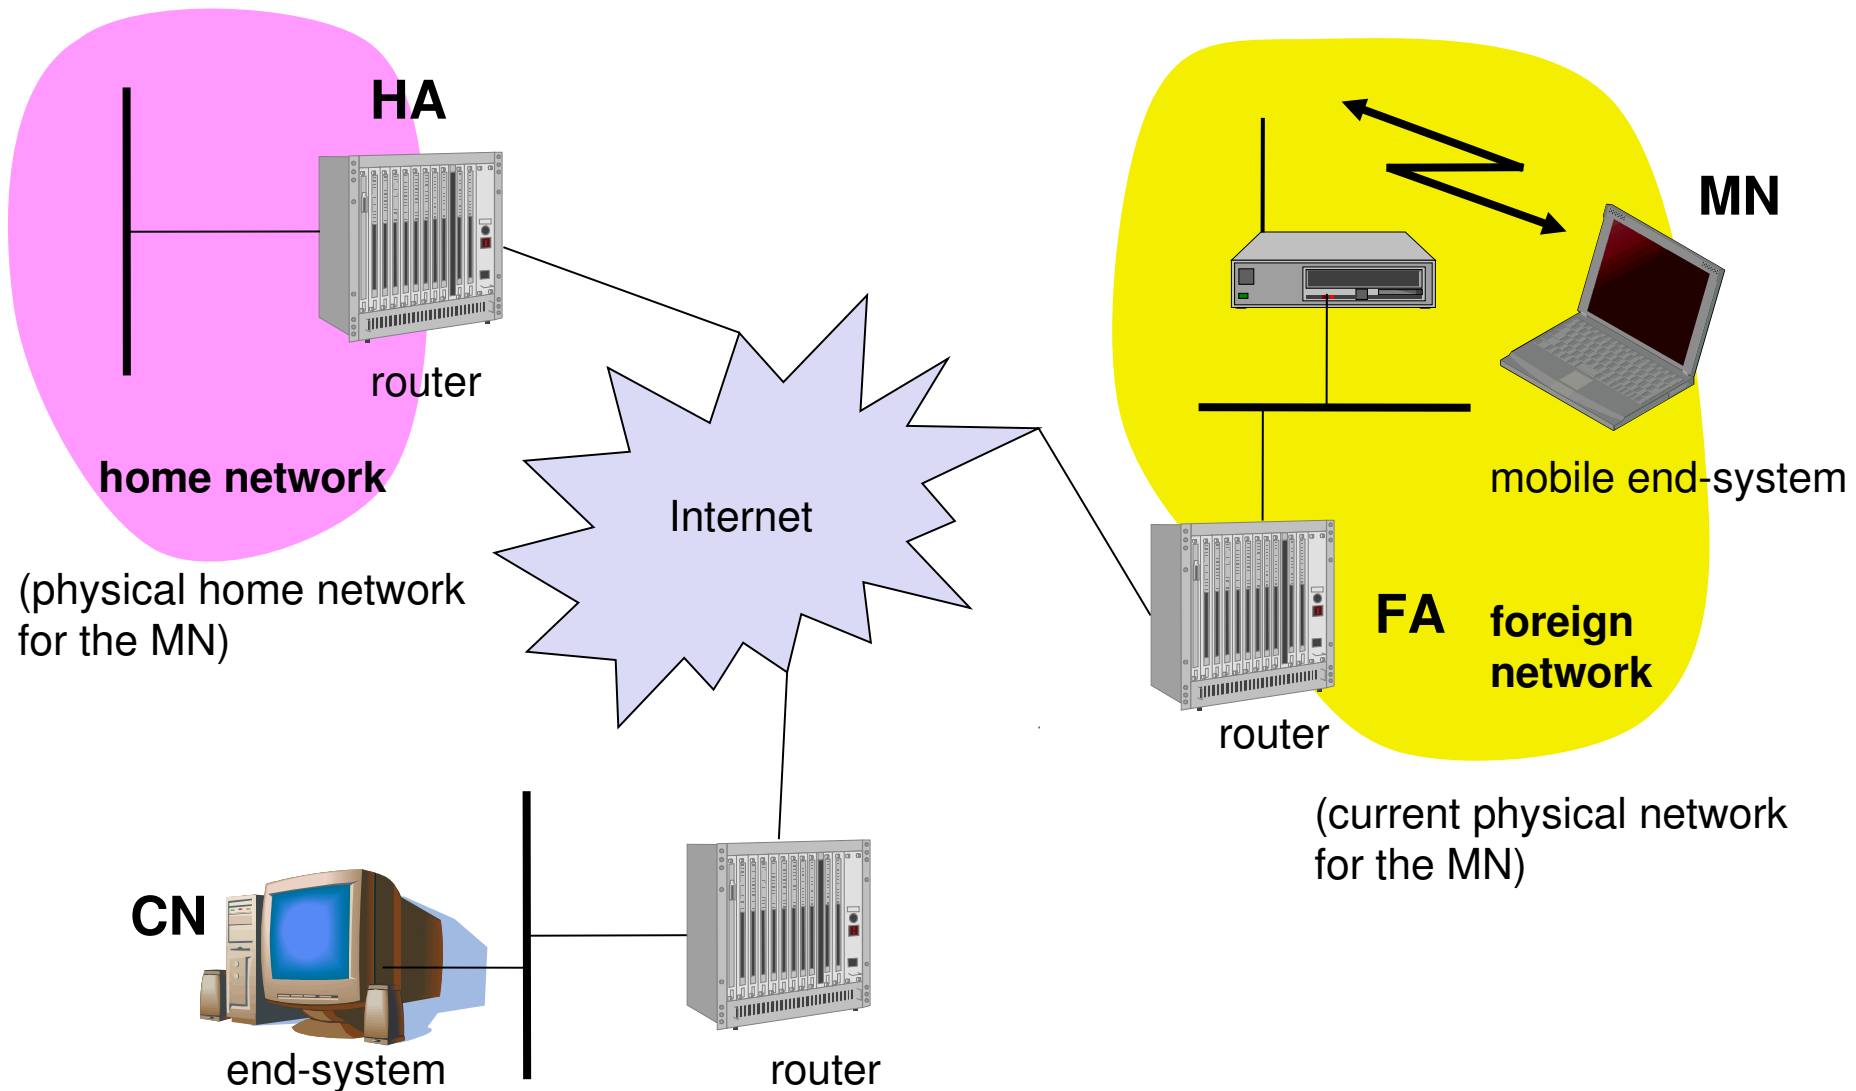 HA
router
home network
(physical home network
for the MN)
Internet
MN
mobile end-system
FA
foreign
network
router
(current physical network
for the MN)
CN
end-system
router